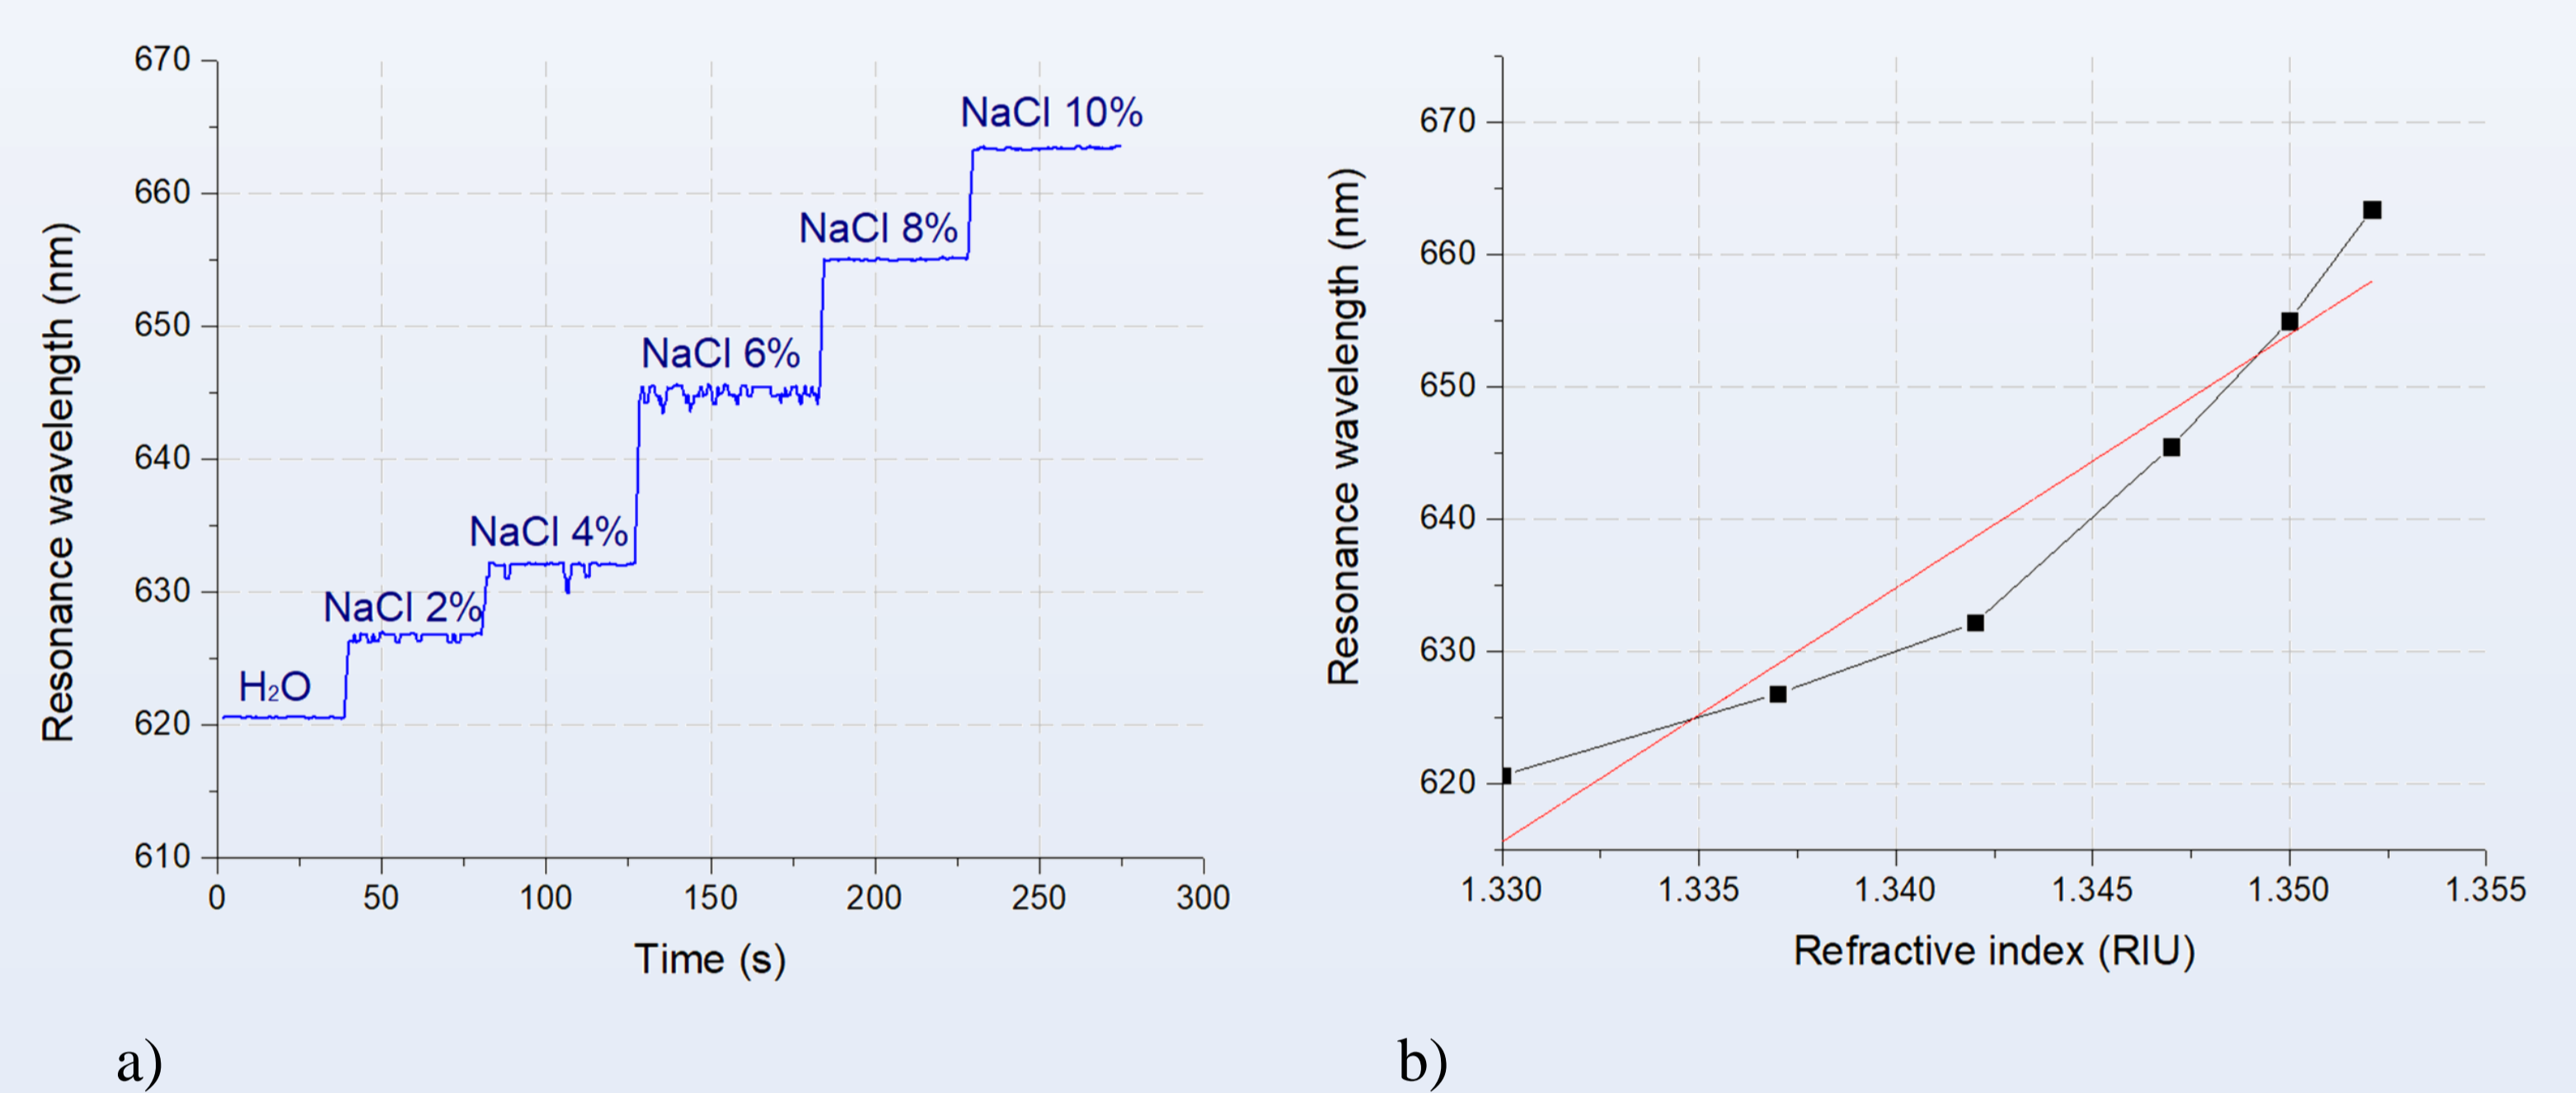 670
660
650
640
630
620
610
0 50 100 150 200 250 300
Resonance wavelength (nm)
Time (s)
H₂O
NaCl 2%
NaCl 4%
NaCl 6%
NaCl 8%
NaCl 10%
a)
670
660
650
640
630
620
1.330 1.335 1.340 1.345 1.350 1.355
Resonance wavelength (nm)
Refractive index (RIU)
b)